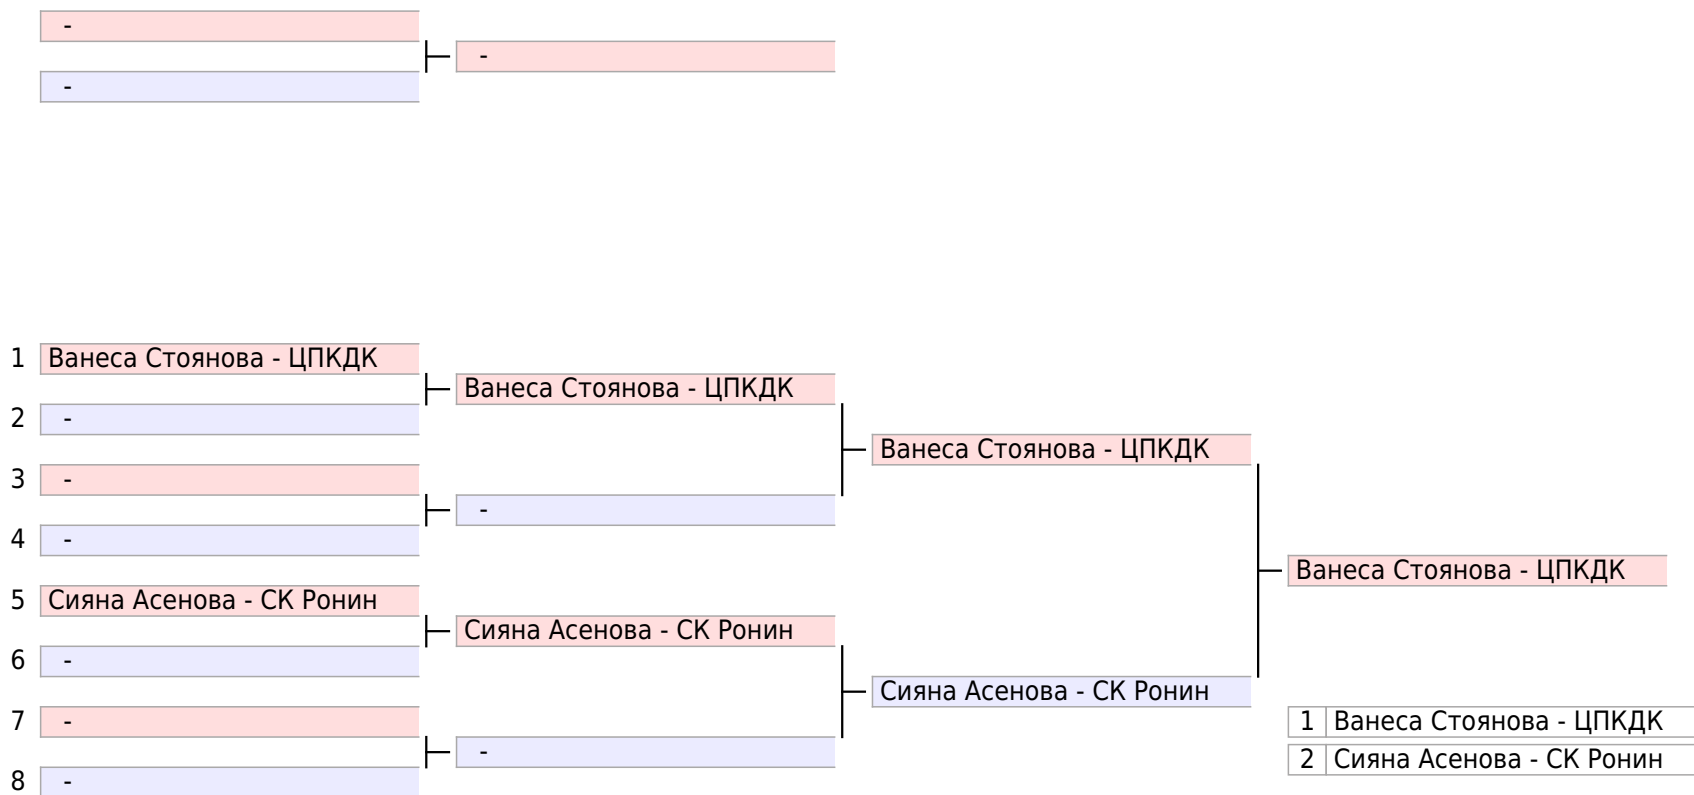 -
-
-
1 Ванеса Стоянова - ЦПКДК
Ванеса Стоянова - ЦПКДК
2 -
Ванеса Стоянова - ЦПКДК
3 -
-
4 -
Ванеса Стоянова - ЦПКДК
5 Сияна Асенова - СК Ронин
Сияна Асенова - СК Ронин
6 -
Сияна Асенова - СК Ронин
7 -
1 Ванеса Стоянова - ЦПКДК
-
2 Сияна Асенова - СК Ронин
8 -